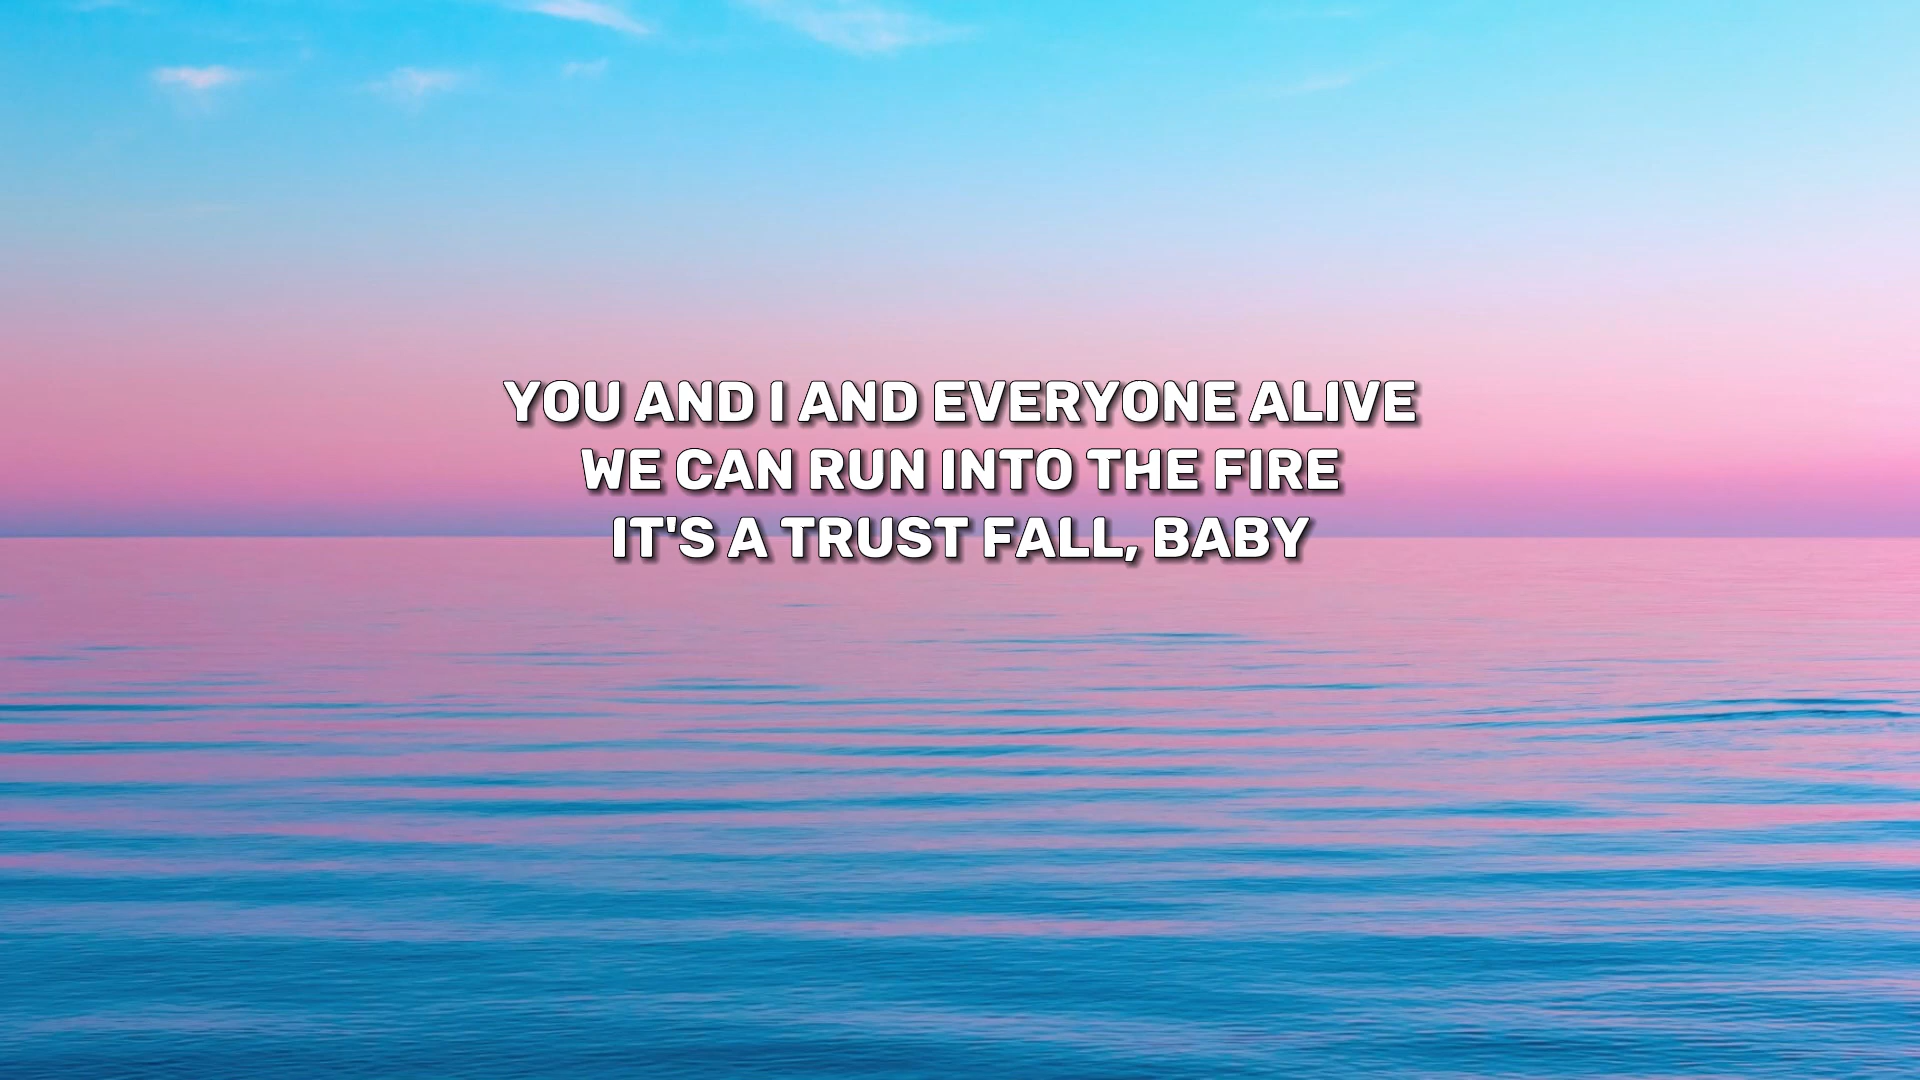 YOU AND I AND EVERYONE ALIVE
WE CAN RUN INTO THE FIRE
IT'S A TRUST FALL, BABY